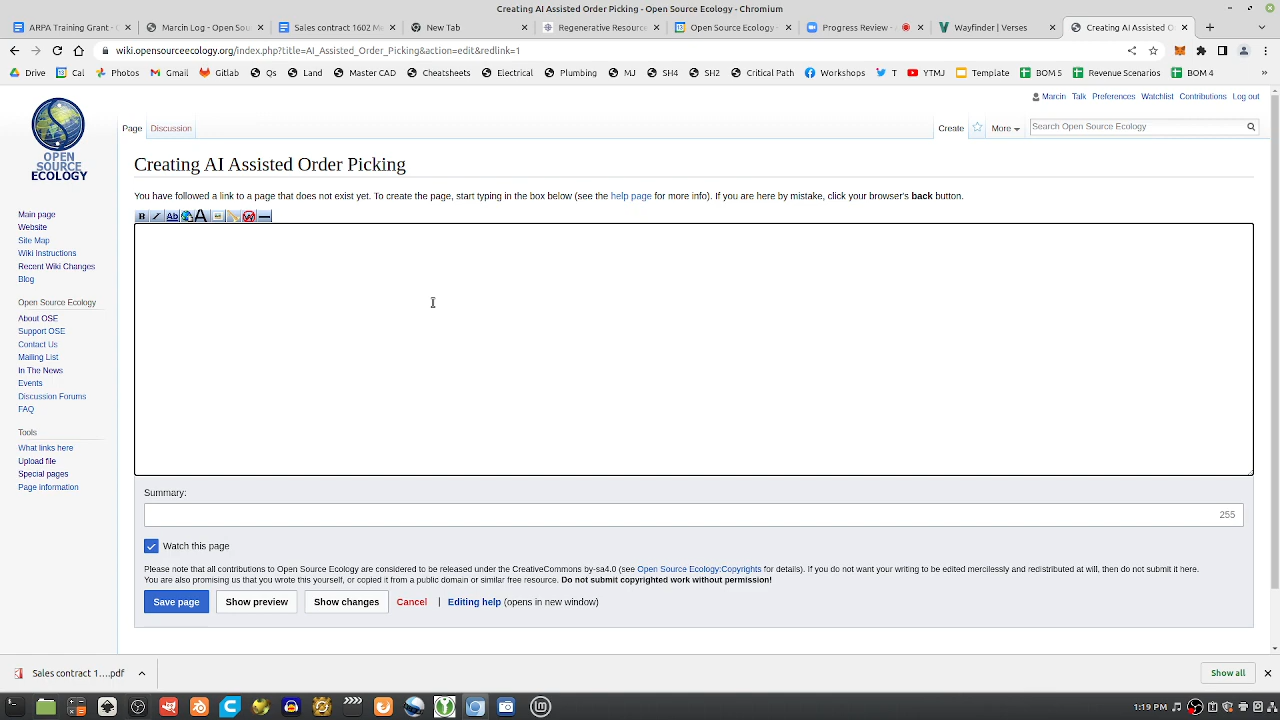 Creating AI Assisted Order Picking - Open Source Ecology - Chromium
ARPA Training Grant - Marcin Log - Open Sou Sales contract 1602 M New Tab Regenerative Resourc Open Source Ecology - Progress Review - Wayfinder | Verses Creating AI Assisted O
wiki.opensourceecology.org/index.php?title=AI_Assisted_Order_Picking&action=edit&redlink=1
Drive Cal Photos Gmail Gitlab Qs Land Master CAD Cheatsheets Electrical Plumbing MJ SH4 SH2 Critical Path Workshops T YTMJ Template BOM 5 Revenue Scenarios BOM 4 »
Marcin Talk Preferences Watchlist Contributions Log out
Page Discussion Create More Search Open Source Ecology
OPEN
SOURCE
ECOLOGY
Creating AI Assisted Order Picking
You have followed a link to a page that does not exist yet. To create the page, start typing in the box below (see the help page for more info). If you are here by mistake, click your browser's back button.
B Ab A
Main page
Website
Site Map
Wiki Instructions
Recent Wiki Changes
Blog
Open Source Ecology
About OSE
Support OSE
Contact Us
Mailing List
In The News
Events
Discussion Forums
FAQ
Tools
What links here
Upload file
Special pages
Page information
Summary:
255
Watch this page
Please note that all contributions to Open Source Ecology are considered to be released under the CreativeCommons by-sa4.0 (see Open Source Ecology:Copyrights for details). If you do not want your writing to be edited mercilessly and redistributed at will, then do not submit it here.
You are also promising us that you wrote this yourself, or copied it from a public domain or similar free resource. Do not submit copyrighted work without permission!
Save page Show preview Show changes Cancel | Editing help (opens in new window)
Sales contract 1....pdf Show all
1:19 PM